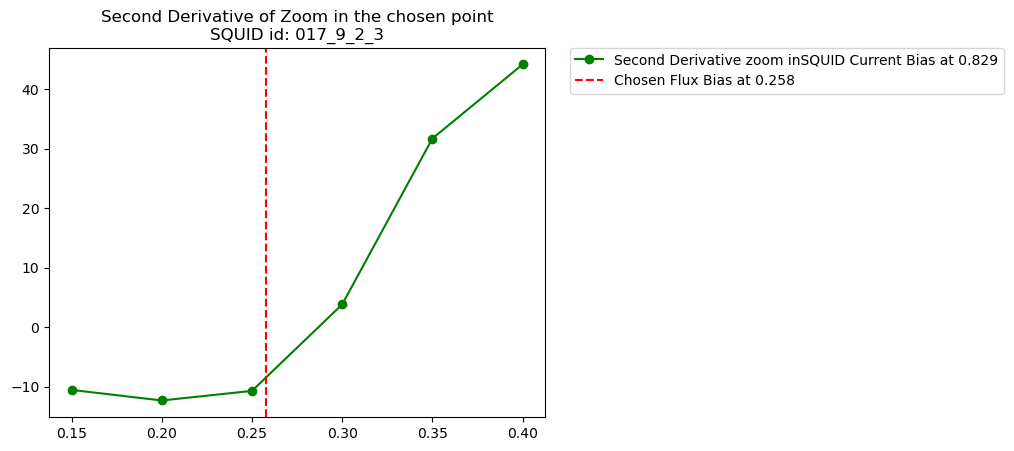 Second Derivative of Zoom in the chosen point
SQUID id: 017_9_2_3
Second Derivative zoom inSQUID Current Bias at 0.829
Chosen Flux Bias at 0.258
40
30
20
10
0
−10
0.15 0.20 0.25 0.30 0.35 0.40